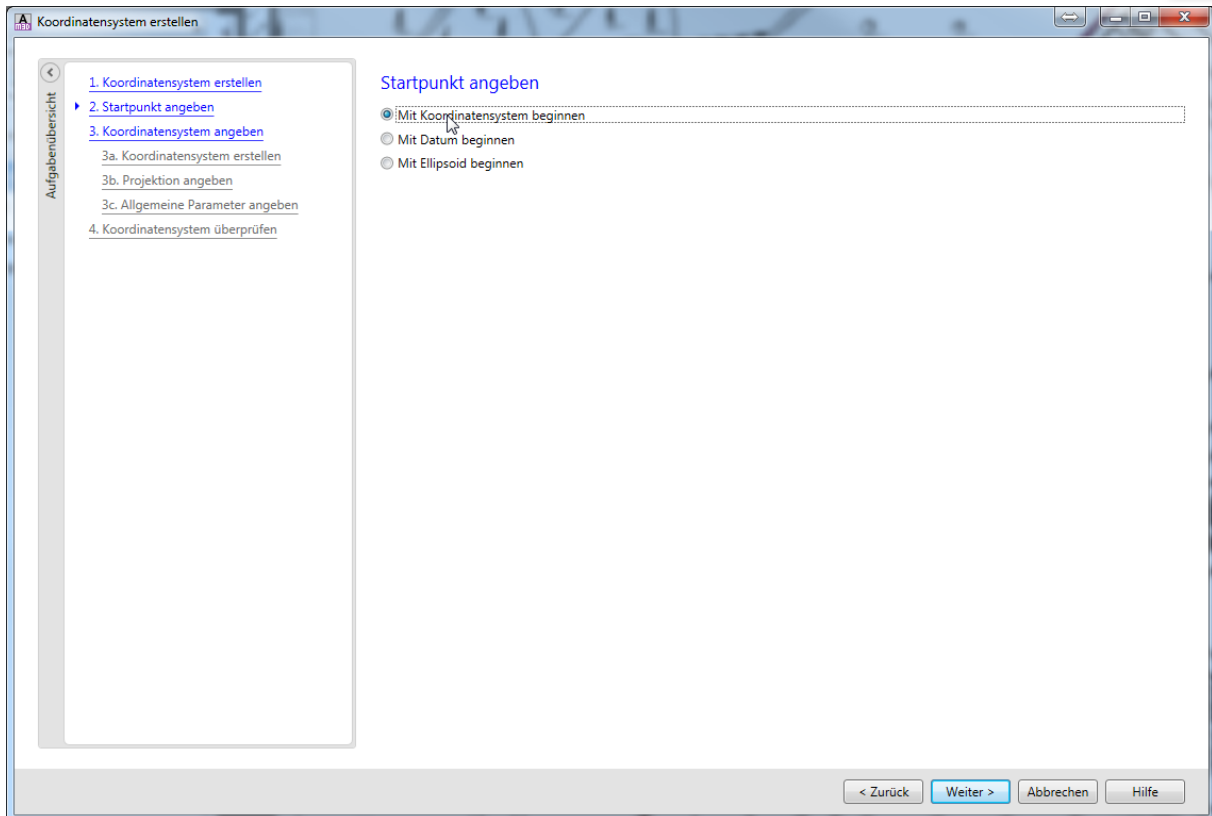 Koordinatensystem erstellen
Aufgabenübersicht
1. Koordinatensystem erstellen
2. Startpunkt angeben
3. Koordinatensystem angeben
3a. Koordinatensystem erstellen
3b. Projektion angeben
3c. Allgemeine Parameter angeben
4. Koordinatensystem überprüfen
Startpunkt angeben
Mit Koordinatensystem beginnen
Mit Datum beginnen
Mit Ellipsoid beginnen
< Zurück
Weiter >
Abbrechen
Hilfe